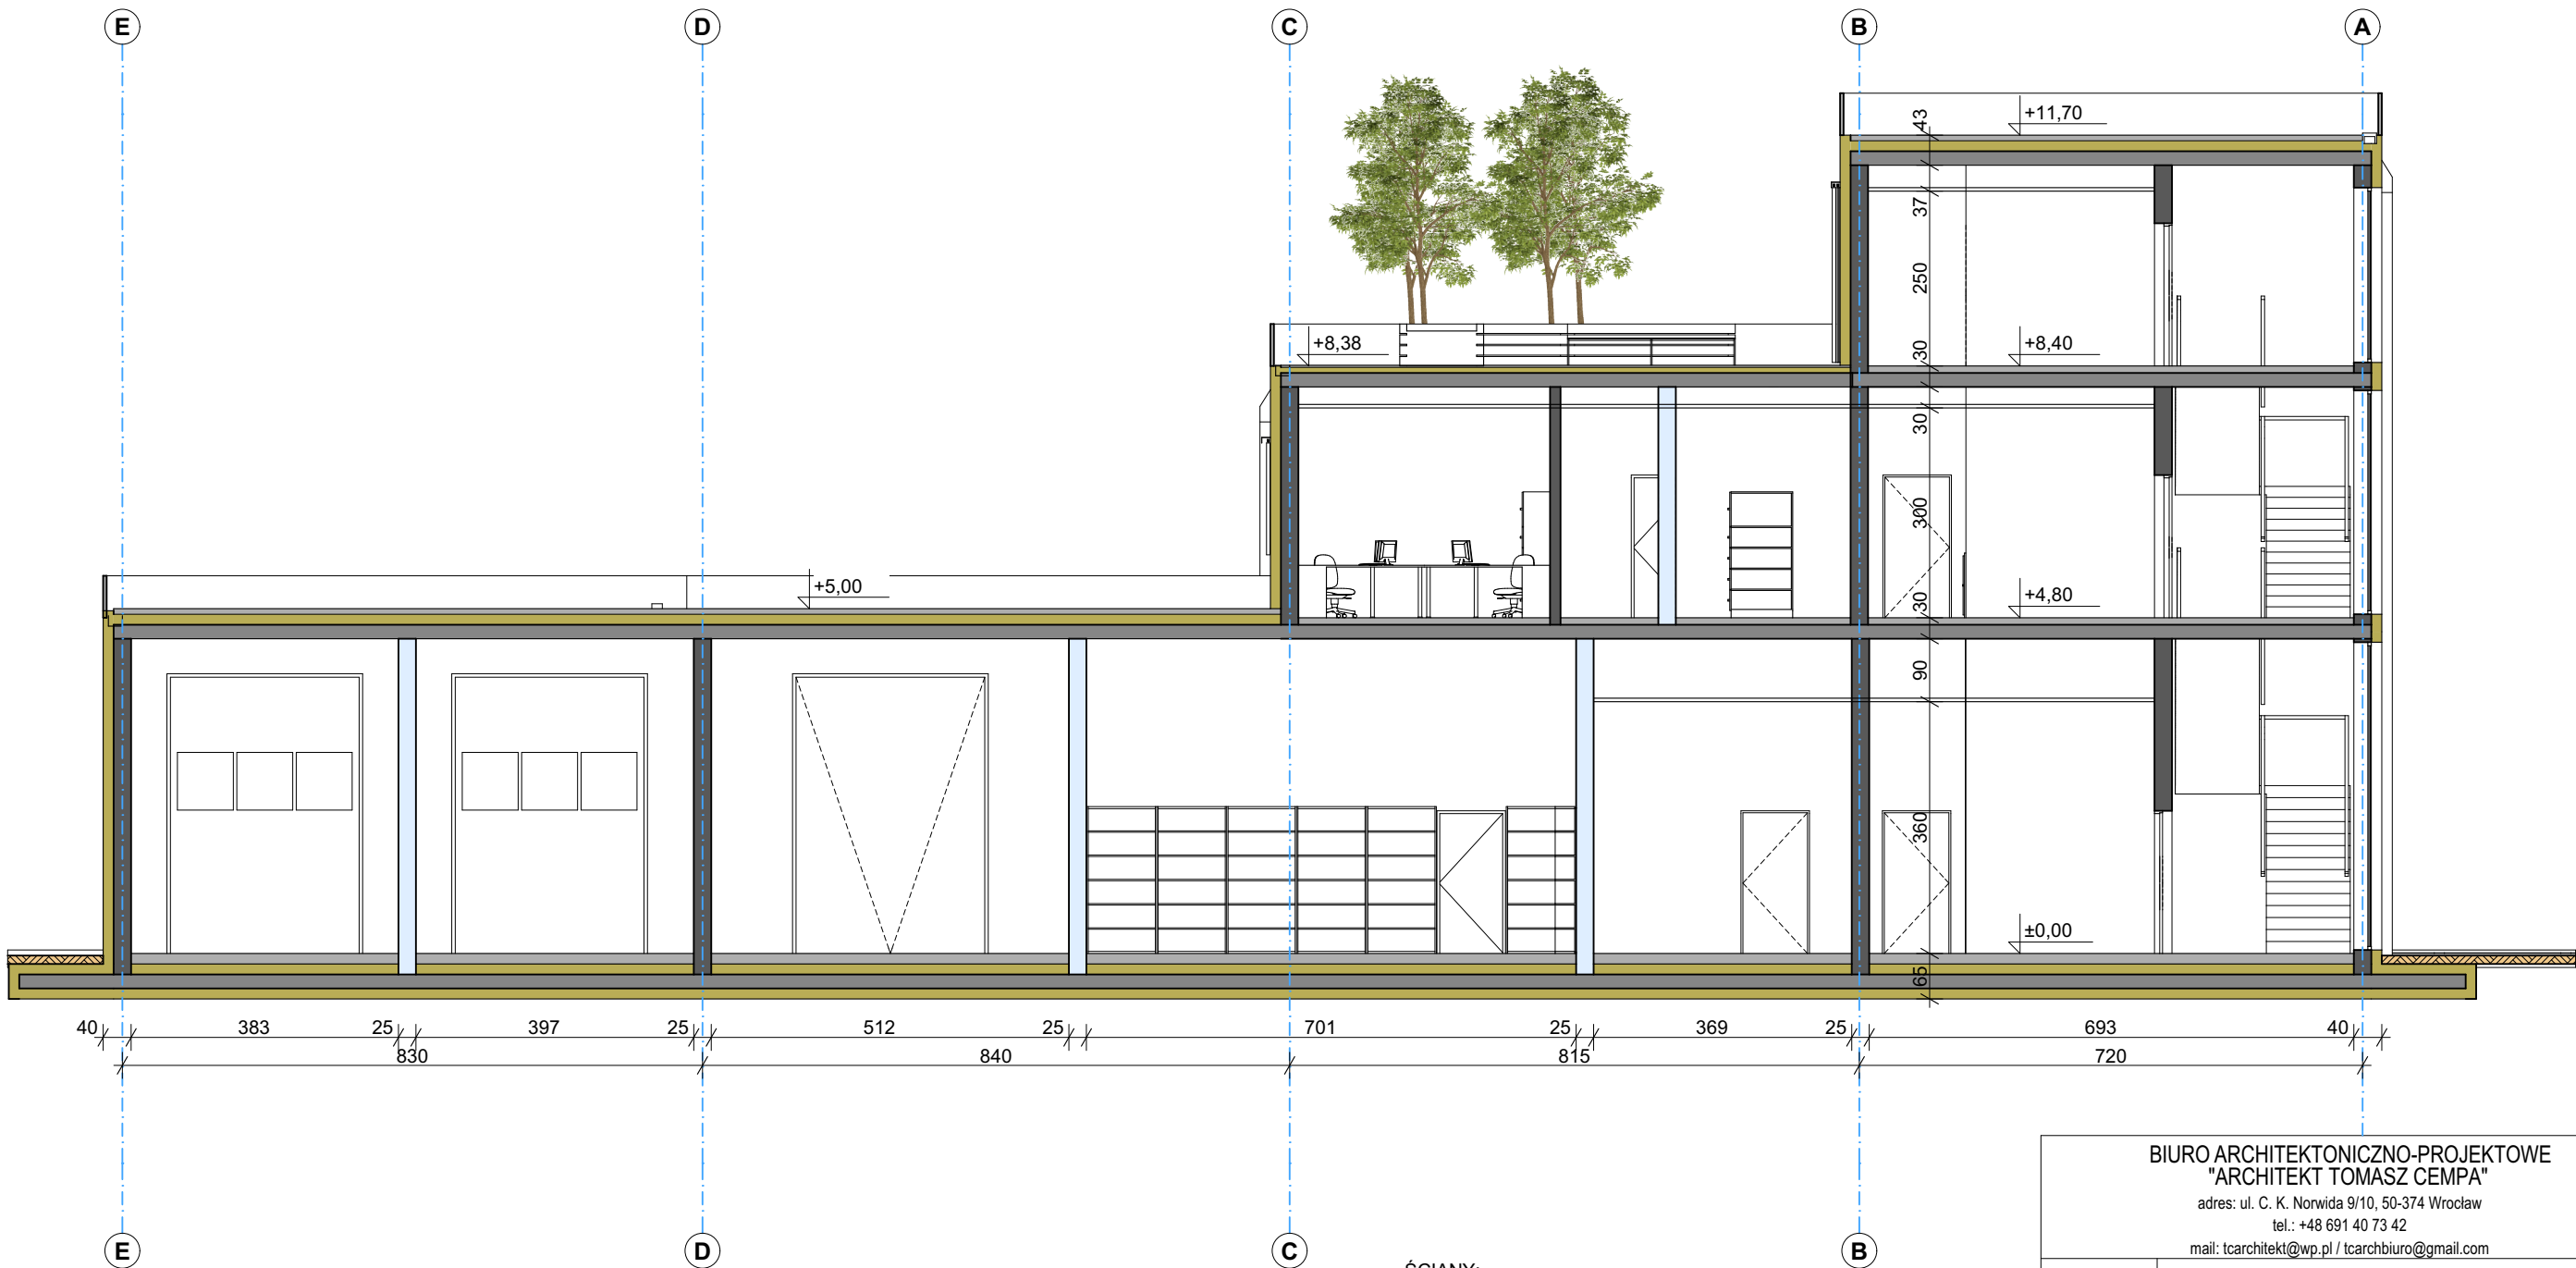 E D C B A
43
+11,70
37
250
+8,38
30
+8,40
30
300
+5,00
30
+4,80
90
360
±0,00
65
40 383 25 397 25 512 25 701 25 369 25 693 40
830 840 815 720
BIURO ARCHITEKTONICZNO-PROJEKTOWE
"ARCHITEKT TOMASZ CEMPA"
adres: ul. C. K. Norwida 9/10, 50-374 Wrocław
tel.: +48 691 40 73 42
mail: tcarchitekt@wp.pl / tcarchbiuro@gmail.com
E D C B
ŚCIANY: